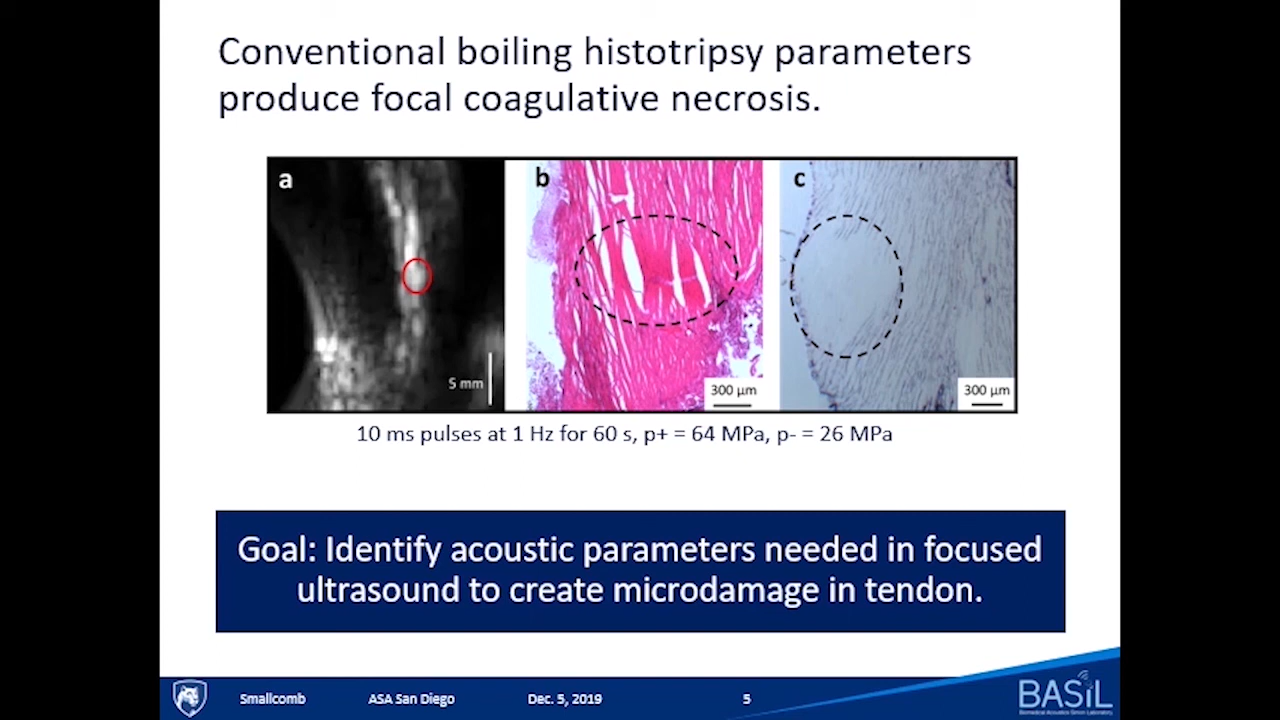 Conventional boiling histotripsy parameters
produce focal coagulative necrosis.
a
b
c
5 mm
300 µm
300 µm
10 ms pulses at 1 Hz for 60 s, p+ = 64 MPa, p- = 26 MPa
Goal: Identify acoustic parameters needed in focused
ultrasound to create microdamage in tendon.
Smallcomb
ASA San Diego
Dec. 5, 2019
5
BASiL